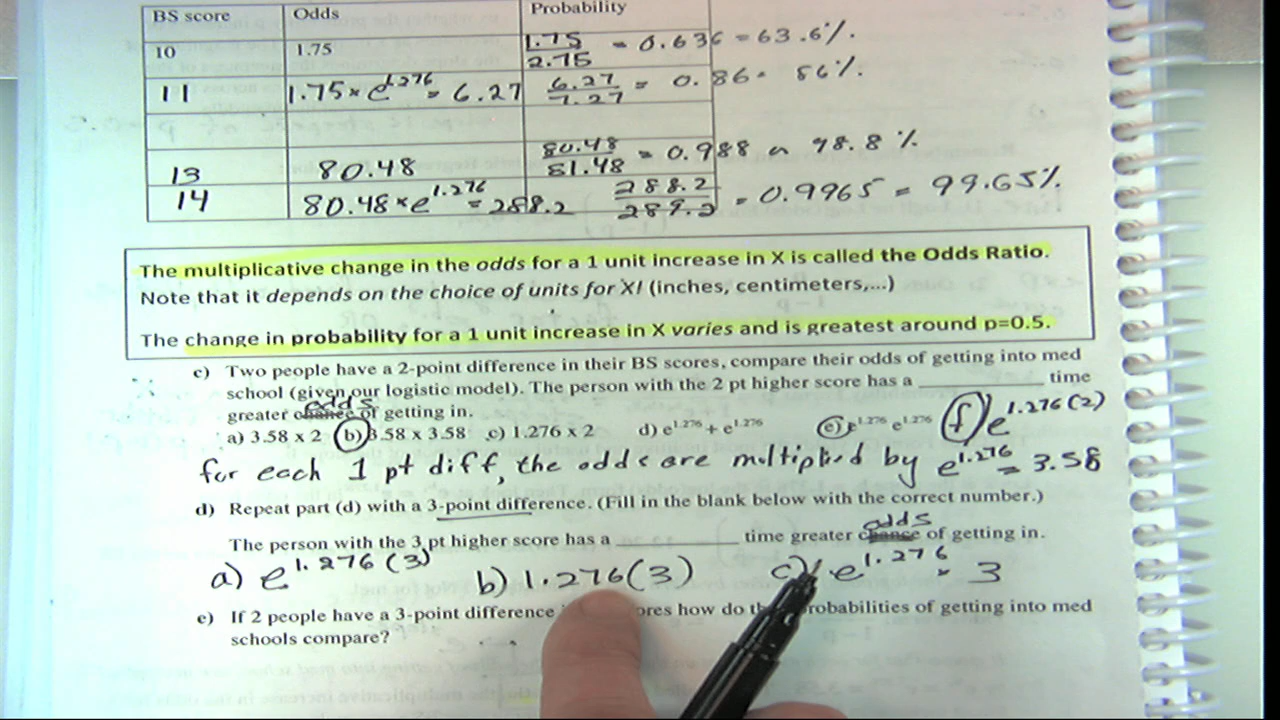 BS score Odds Probability
10 1.75 1.75/2.75 = 0.636 = 63.6%.
11 1.75 × e^1.276 = 6.27 6.27/7.27 = 0.86 = 86%.
13 80.48 80.48/81.48 = 0.988 or 98.8%
14 80.48 × e^1.276 = 288.2 288.2/289.2 = 0.9965 = 99.65%
The multiplicative change in the odds for a 1 unit increase in X is called the Odds Ratio.
Note that it depends on the choice of units for X! (inches, centimeters,...)
The change in probability for a 1 unit increase in X varies and is greatest around p=0.5.
c) Two people have a 2-point difference in their BS scores, compare their odds of getting into med
school (given our logistic model). The person with the 2 pt higher score has a ____________ time
odds
greater chance of getting in.
a) 3.58 x 2 (b) 3.58 x 3.58 c) 1.276 x 2 d) e^1.276 + e^1.276 e) e^1.276 e^1.276 (f) e^1.276(2)
for each 1 pt diff, the odds are multiplied by e^1.276 = 3.58
d) Repeat part (d) with a 3-point difference. (Fill in the blank below with the correct number.)
odds
The person with the 3 pt higher score has a ____________ time greater chance of getting in.
a) e^1.276(3) b) 1.276(3) c) e^1.276 · 3
e) If 2 people have a 3-point difference ores how do probabilities of getting into med
schools compare?